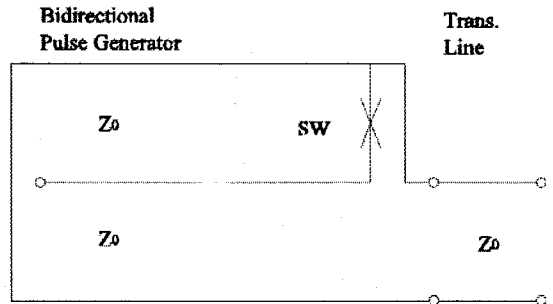 Bidirectional
Pulse Generator
Trans.
Line
Z0
SW
Z0
Z0